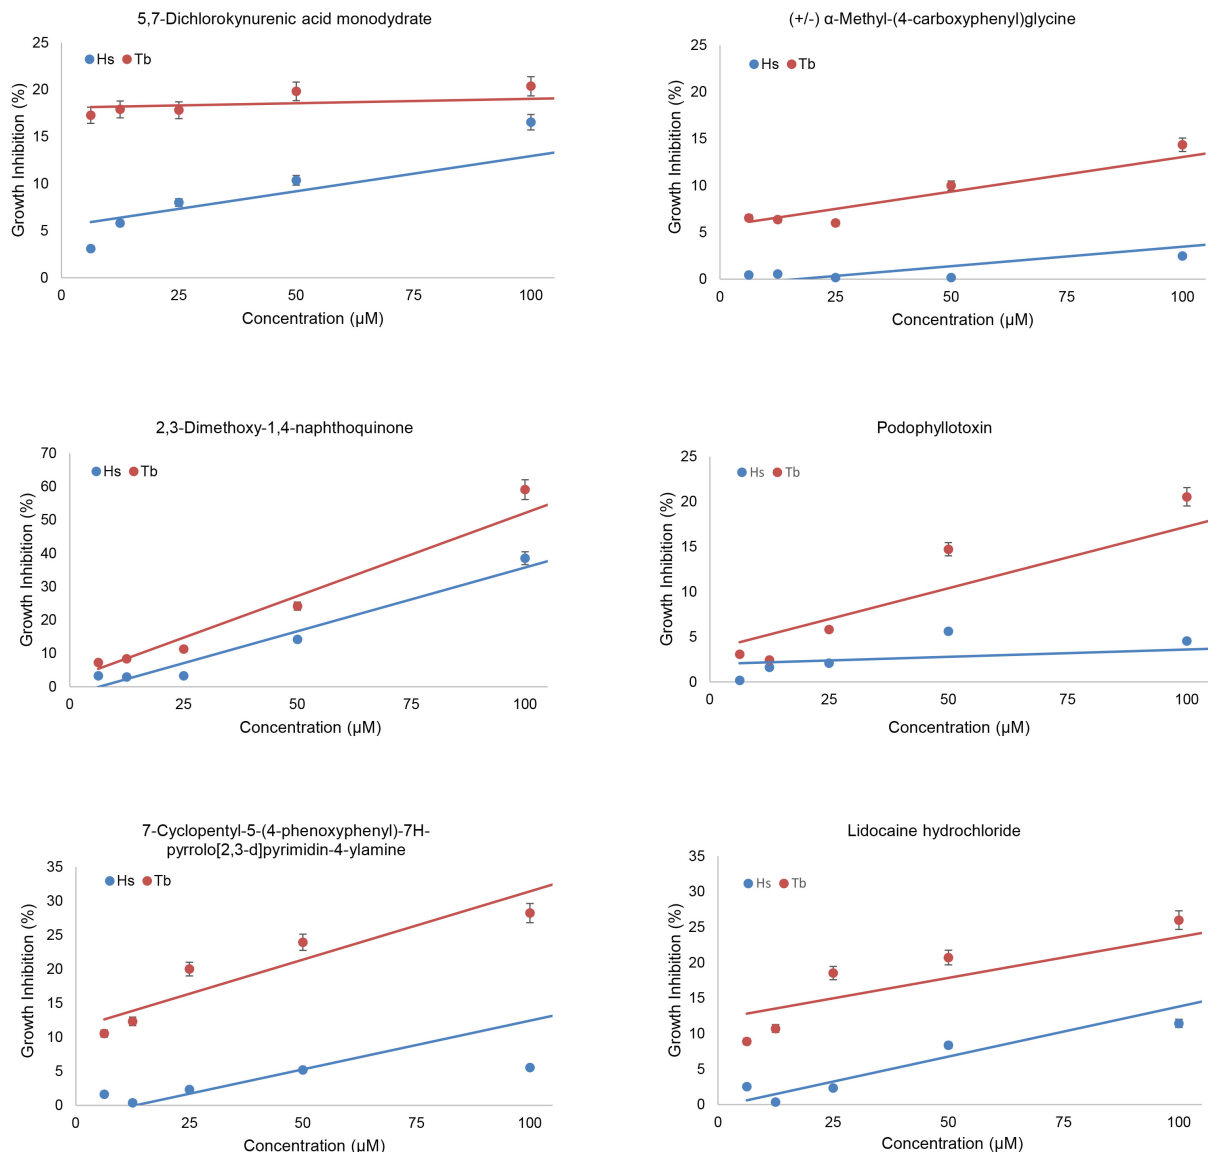 5,7-Dichlorokynurenic acid monodydrate
25
20
15
10
5
0
Growth Inhibition (%)
Hs Tb
0 25 50 75 100
Concentration (μM)
(+/-) α-Methyl-(4-carboxyphenyl)glycine
25
20
15
10
5
0
Growth Inhibition (%)
Hs Tb
0 25 50 75 100
Concentration (μM)
2,3-Dimethoxy-1,4-naphthoquinone
70
60
50
40
30
20
10
0
Growth Inhibition (%)
Hs Tb
0 25 50 75 100
Concentration (μM)
Podophyllotoxin
25
20
15
10
5
0
Growth Inhibition (%)
Hs Tb
0 25 50 75 100
Concentration (μM)
7-Cyclopentyl-5-(4-phenoxyphenyl)-7H-
pyrrolo[2,3-d]pyrimidin-4-ylamine
35
30
25
20
15
10
5
0
Growth Inhibition (%)
Hs Tb
0 25 50 75 100
Concentration (μM)
Lidocaine hydrochloride
35
30
25
20
15
10
5
0
Growth Inhibition (%)
Hs Tb
0 25 50 75 100
Concentration (μM)